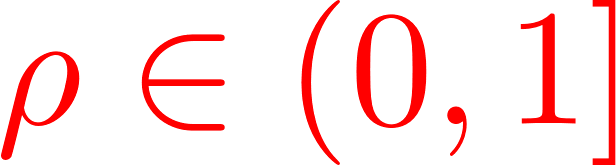 ρ ∈ (0, 1]